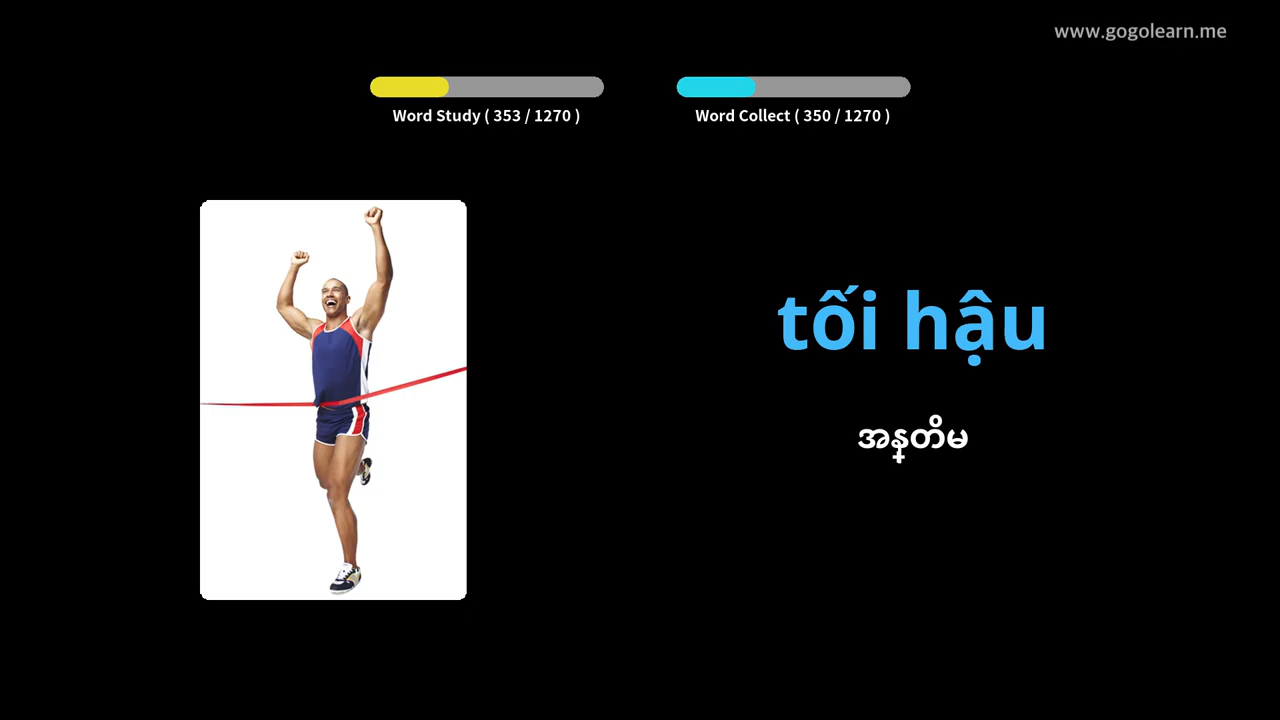 www.gogolearn.me
Word Study ( 353 / 1270 )
Word Collect ( 350 / 1270 )
tối hậu
အန္တိမ